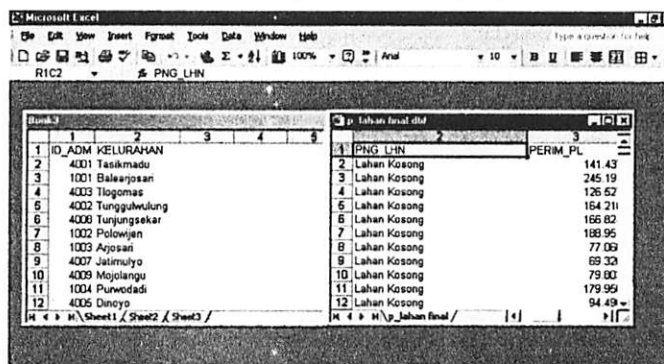 Microsoft Excel
File Edit View Insert Format Tools Data Window Help Type a question for help
100% Arial 10 B U
R1C2 PNG_LHN
Book3
1 2 3 4 5
1 ID_ADM KELURAHAN
2 4001 Tasikmadu
3 1001 Balearjosari
4 4003 Tlogomas
5 4002 Tunggulwulung
6 4008 Tunjungsekar
7 1002 Polowijen
8 1003 Arjosari
9 4007 Jatimulyo
10 4009 Mojolangu
11 1004 Purwodadi
12 4005 Dinoyo
Sheet1 Sheet2 Sheet3
p_lahan final.dbf
2 3
1 PNG_LHN PERIM_PL
2 Lahan Kosong 141.43
3 Lahan Kosong 245.19
4 Lahan Kosong 126.52
5 Lahan Kosong 164.21
6 Lahan Kosong 166.82
7 Lahan Kosong 188.95
8 Lahan Kosong 77.06
9 Lahan Kosong 69.32
10 Lahan Kosong 79.80
11 Lahan Kosong 179.95
12 Lahan Kosong 94.49
p_lahan final